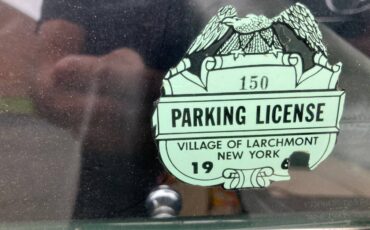 150
PARKING LICENSE
VILLAGE OF LARCHMONT
NEW YORK
19 6